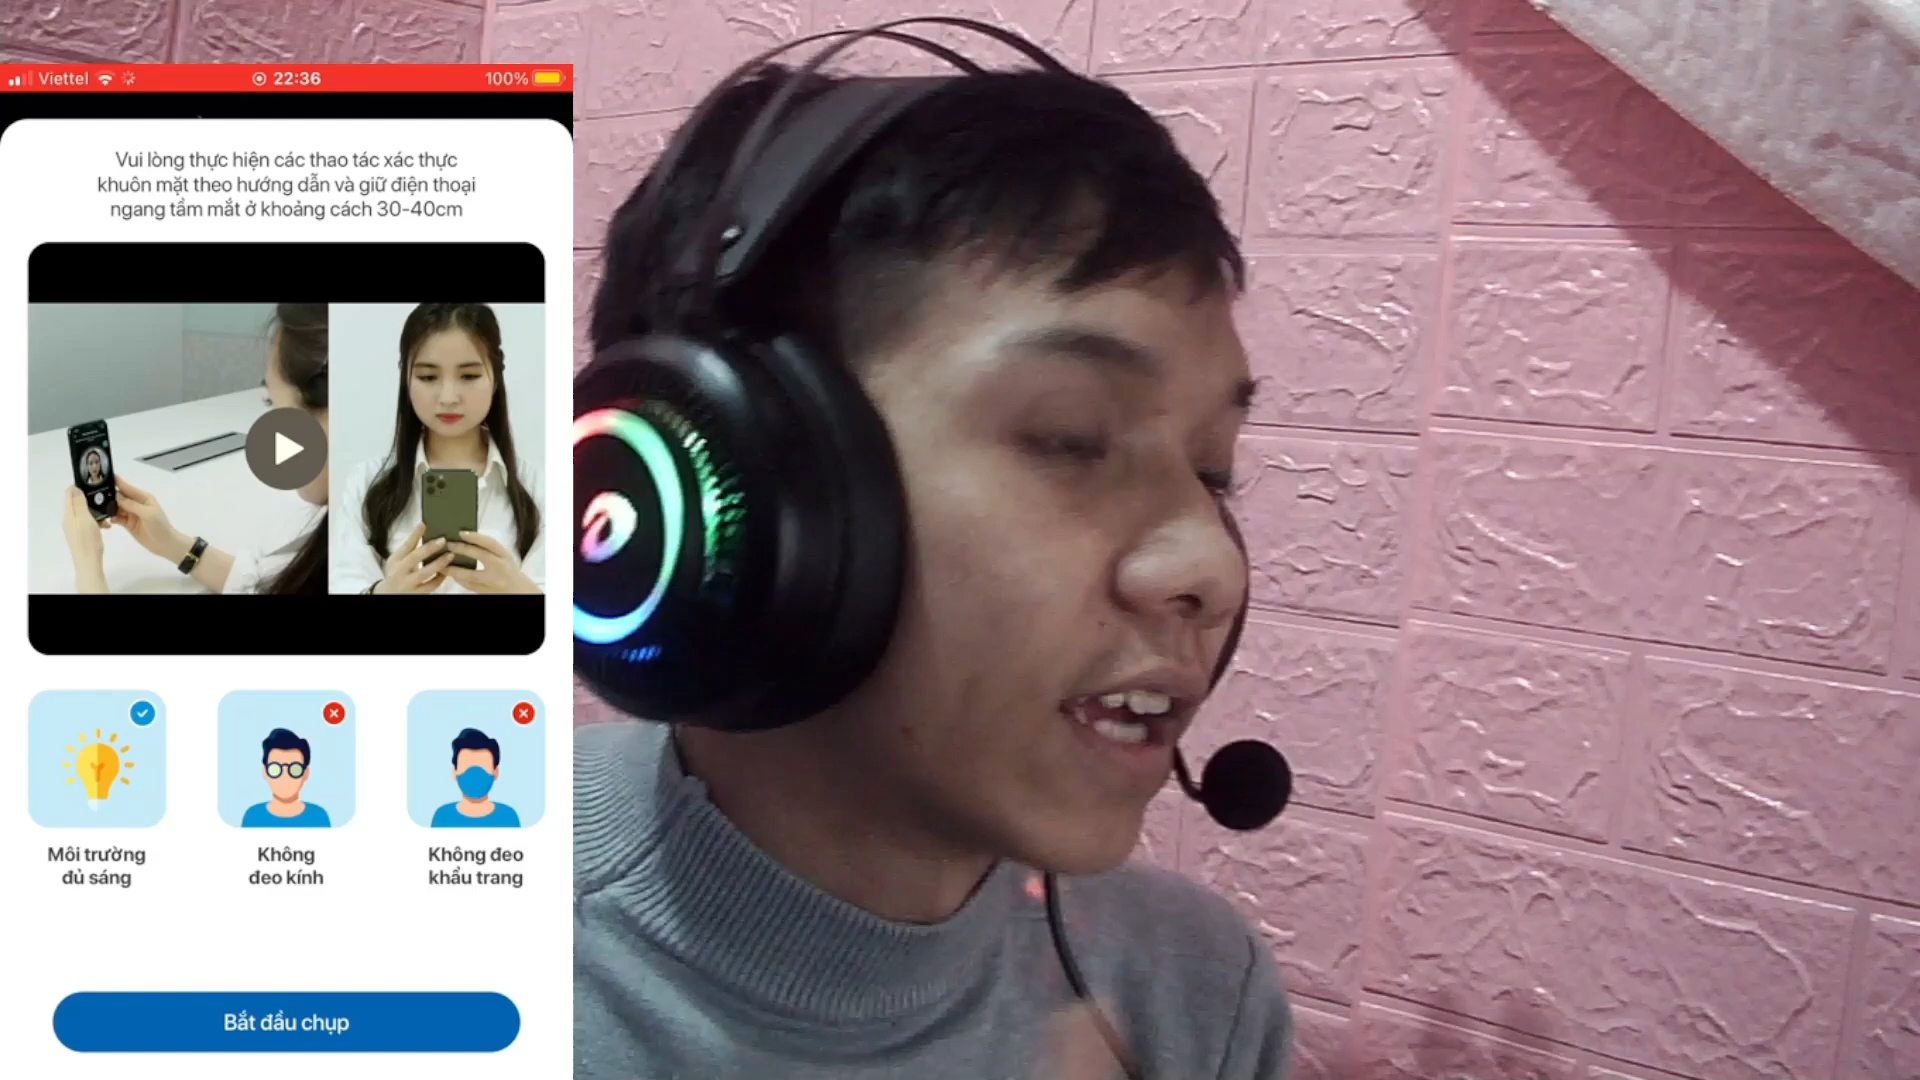 Viettel
22:36
100%
Vui lòng thực hiện các thao tác xác thực
khuôn mặt theo hướng dẫn và giữ điện thoại
ngang tầm mắt ở khoảng cách 30-40cm
Môi trường
đủ sáng
Không
đeo kính
Không đeo
khẩu trang
Bắt đầu chụp